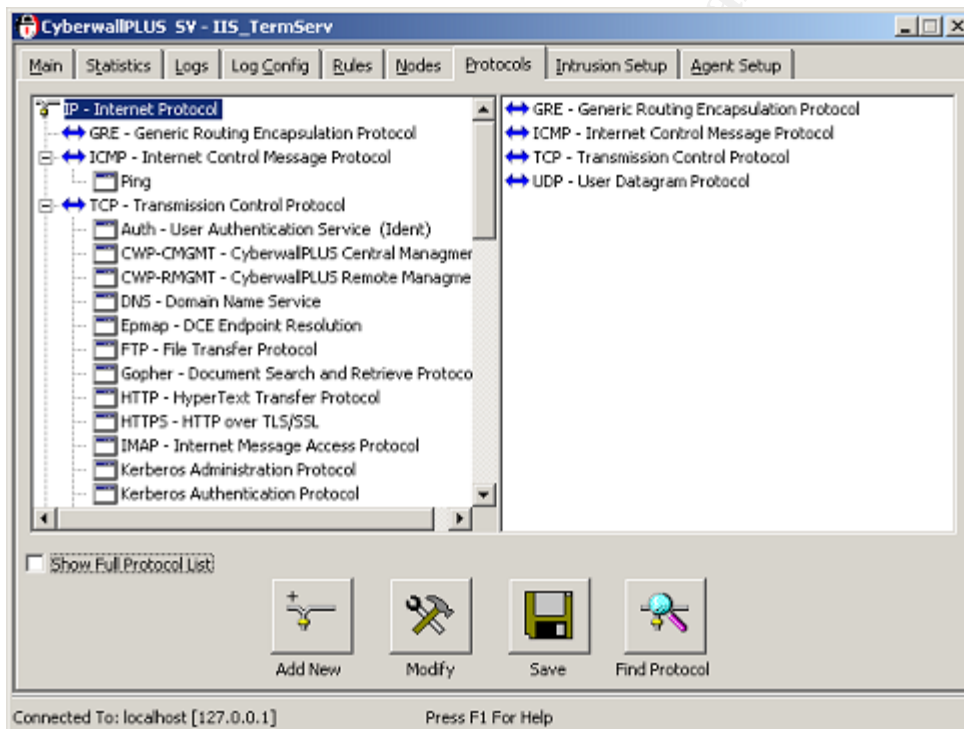 CyberwallPLUS SV - IIS_TermServ
Main Statistics Logs Log Config Rules Nodes Protocols Intrusion Setup Agent Setup
IP - Internet Protocol
GRE - Generic Routing Encapsulation Protocol
ICMP - Internet Control Message Protocol
Ping
TCP - Transmission Control Protocol
Auth - User Authentication Service (Ident)
CWP-CMGMT - CyberwallPLUS Central Managmer
CWP-RMGMT - CyberwallPLUS Remote Managme
DNS - Domain Name Service
Epmap - DCE Endpoint Resolution
FTP - File Transfer Protocol
Gopher - Document Search and Retrieve Protoco
HTTP - HyperText Transfer Protocol
HTTPS - HTTP over TLS/SSL
IMAP - Internet Message Access Protocol
Kerberos Administration Protocol
Kerberos Authentication Protocol
GRE - Generic Routing Encapsulation Protocol
ICMP - Internet Control Message Protocol
TCP - Transmission Control Protocol
UDP - User Datagram Protocol
Show Full Protocol List
Add New Modify Save Find Protocol
Connected To: localhost [127.0.0.1] Press F1 For Help